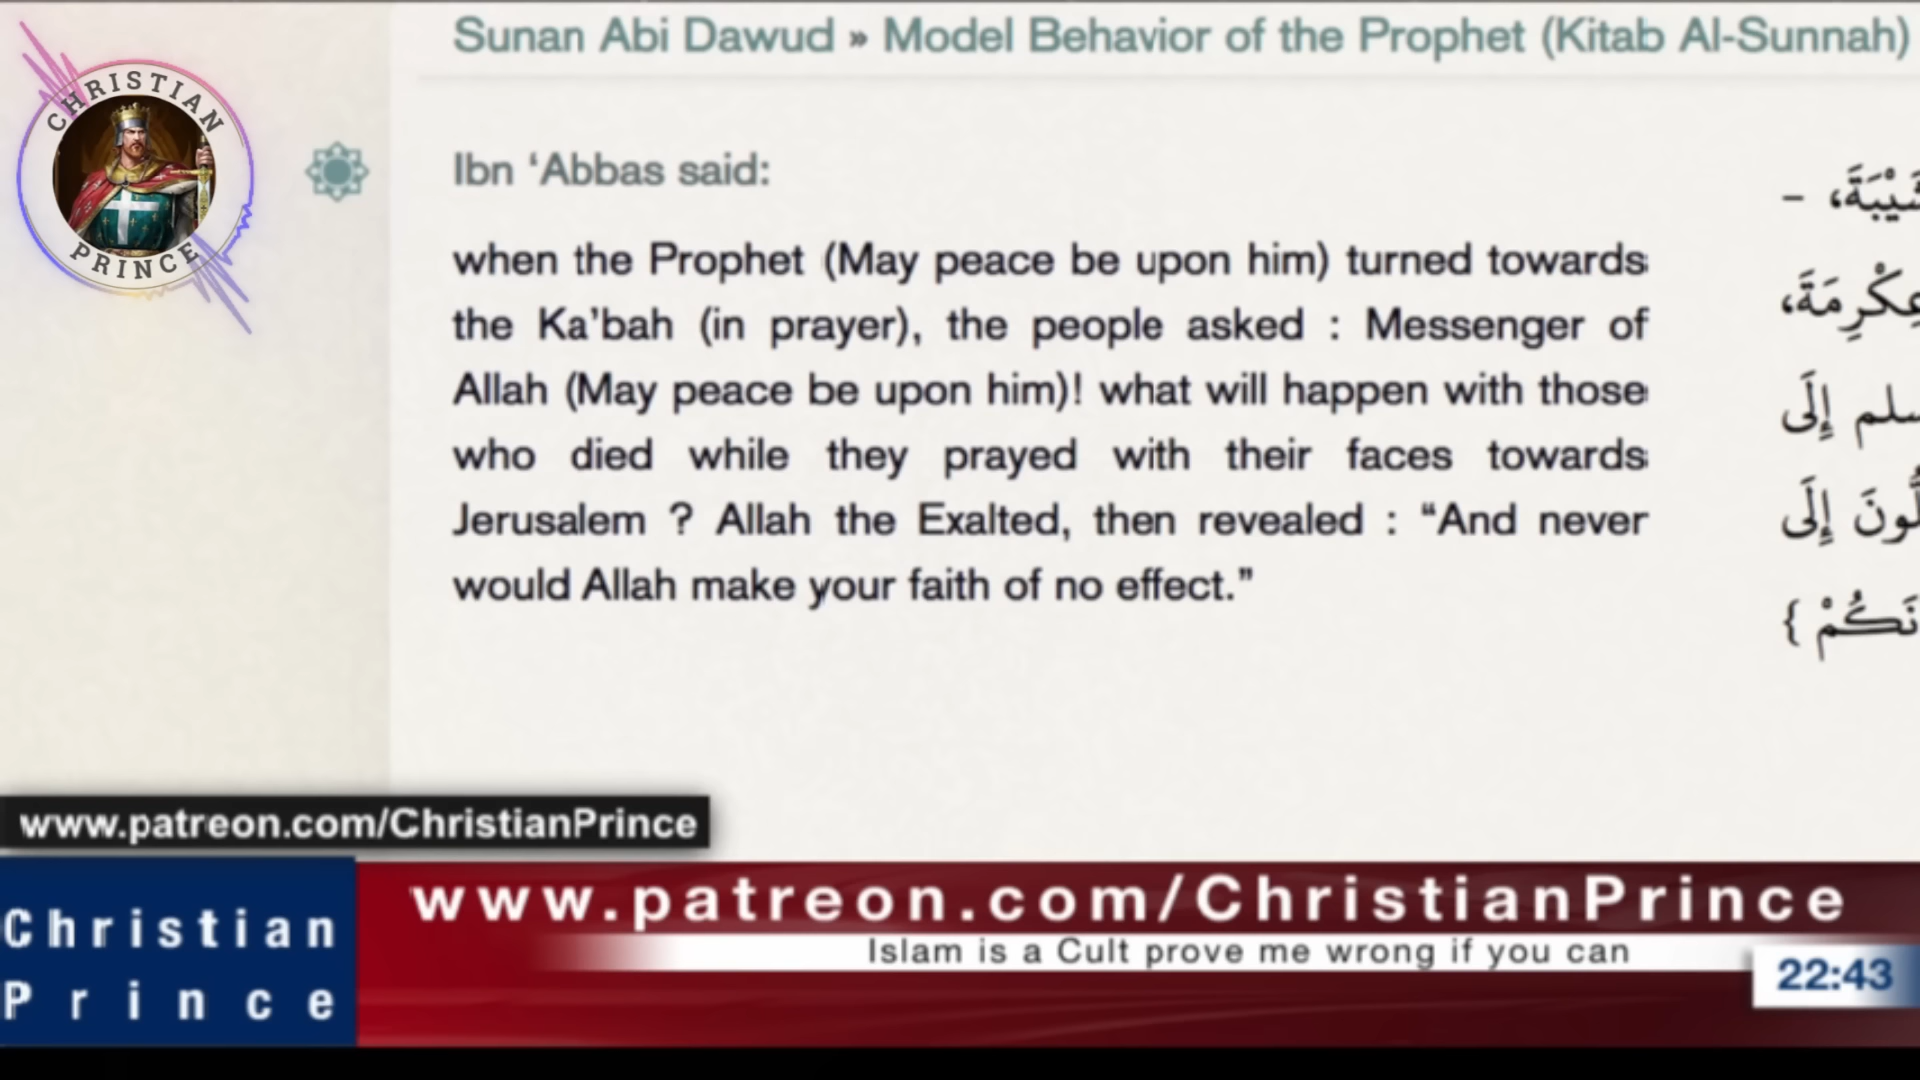 Sunan Abi Dawud » Model Behavior of the Prophet (Kitab Al-Sunnah)
CHRISTIAN
PRINCE
Ibn ‘Abbas said:
when the Prophet (May peace be upon him) turned towards
the Ka’bah (in prayer), the people asked : Messenger of
Allah (May peace be upon him)! what will happen with those
who died while they prayed with their faces towards
Jerusalem ? Allah the Exalted, then revealed : “And never
would Allah make your faith of no effect.”
عِكْرِمَةَ،
سلم إِلَى
إِلَى
www.patreon.com/ChristianPrince
Christian
Prince
www.patreon.com/ChristianPrince
Islam is a Cult prove me wrong if you can
22:43